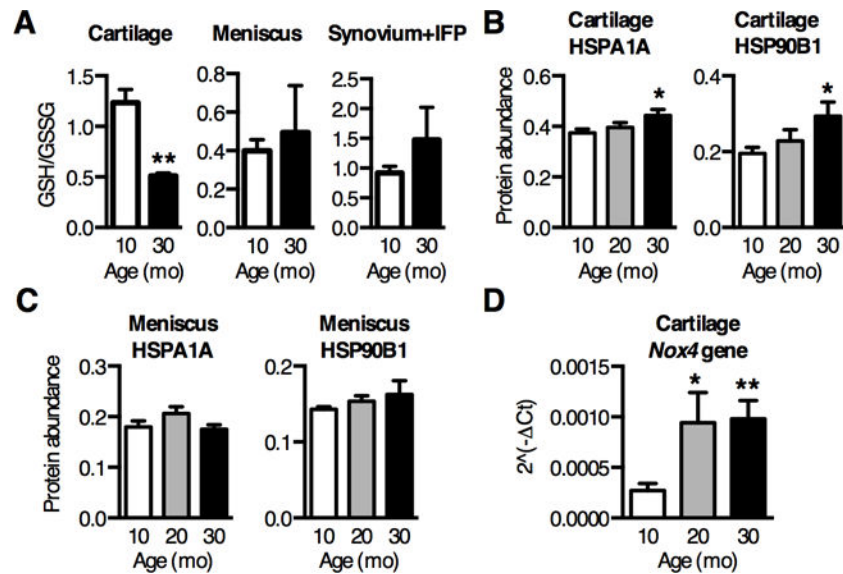 A
Cartilage
Meniscus
Synovium+IFP
GSH/GSSG
1.5
1.0
0.5
0.0
**
10 30
Age (mo)
0.8
0.6
0.4
0.2
0.0
10 30
Age (mo)
2.5
2.0
1.5
1.0
0.5
0.0
10 30
Age (mo)
B
Cartilage
HSPA1A
Protein abundance
0.6
0.4
0.2
0.0
*
10 20 30
Age (mo)
Cartilage
HSP90B1
0.4
0.2
0.0
*
10 20 30
Age (mo)
C
Meniscus
HSPA1A
Protein abundance
0.3
0.2
0.1
0.0
10 20 30
Age (mo)
Meniscus
HSP90B1
0.2
0.1
0.0
10 20 30
Age (mo)
D
Cartilage
Nox4 gene
2^(-ΔCt)
0.0015
0.0010
0.0005
0.0000
* **
10 20 30
Age (mo)